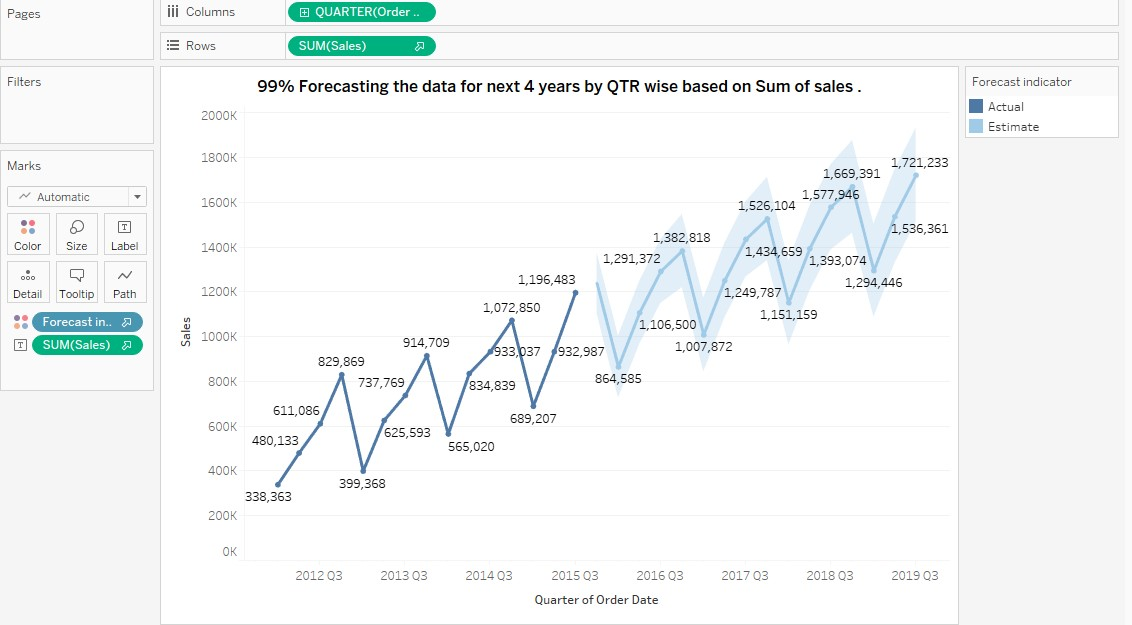 Pages
Columns
QUARTER(Order ..
Rows
SUM(Sales)
Filters
Marks
Automatic
Color
Size
Label
Detail
Tooltip
Path
Forecast in..
SUM(Sales)
99% Forecasting the data for next 4 years by QTR wise based on Sum of sales .
Sales
2000K
1800K
1600K
1400K
1200K
1000K
800K
600K
400K
200K
0K
338,363
480,133
611,086
829,869
399,368
625,593
737,769
914,709
565,020
834,839
933,037
1,072,850
689,207
932,987
1,196,483
864,585
1,106,500
1,291,372
1,382,818
1,007,872
1,249,787
1,434,659
1,526,104
1,151,159
1,393,074
1,577,946
1,669,391
1,294,446
1,536,361
1,721,233
2012 Q3
2013 Q3
2014 Q3
2015 Q3
2016 Q3
2017 Q3
2018 Q3
2019 Q3
Quarter of Order Date
Forecast indicator
Actual
Estimate